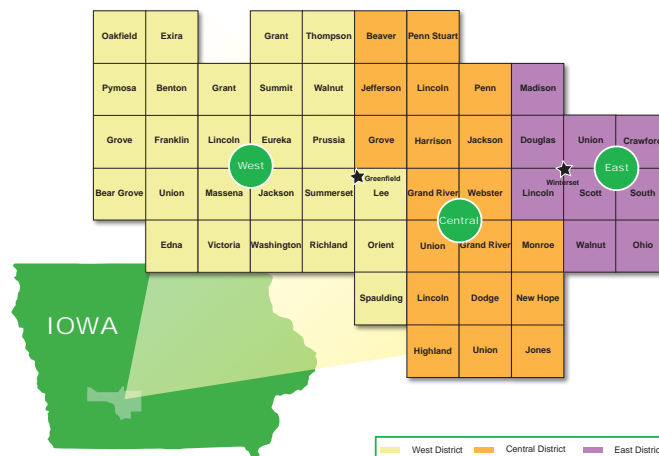 Grant Thompson Beaver Penn Stuart
Oakfield Exira
Pymosa Benton Grant Summit Walnut Jefferson Lincoln Penn Madison
Grove Franklin Lincoln Eureka Prussia Grove Harrison Jackson Douglas Union Crawford
West
East
Greenfield
Winterset
Bear Grove Union Massena Jackson Summerset Lee Grand River Webster Lincoln Scott South
Central
Edna Victoria Washington Richland Orient Union Grand River Monroe Walnut Ohio
Spaulding Lincoln Dodge New Hope
IOWA
Highland Union Jones
West District Central District East District